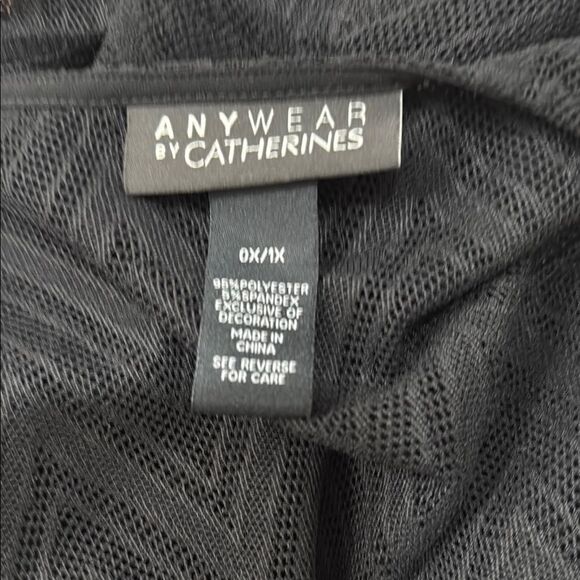 ANYWEAR
BY CATHERINES
0X/1X
95%POLYESTER
5%SPANDEX
EXCLUSIVE OF
DECORATION
MADE IN
CHINA
SEE REVERSE
FOR CARE